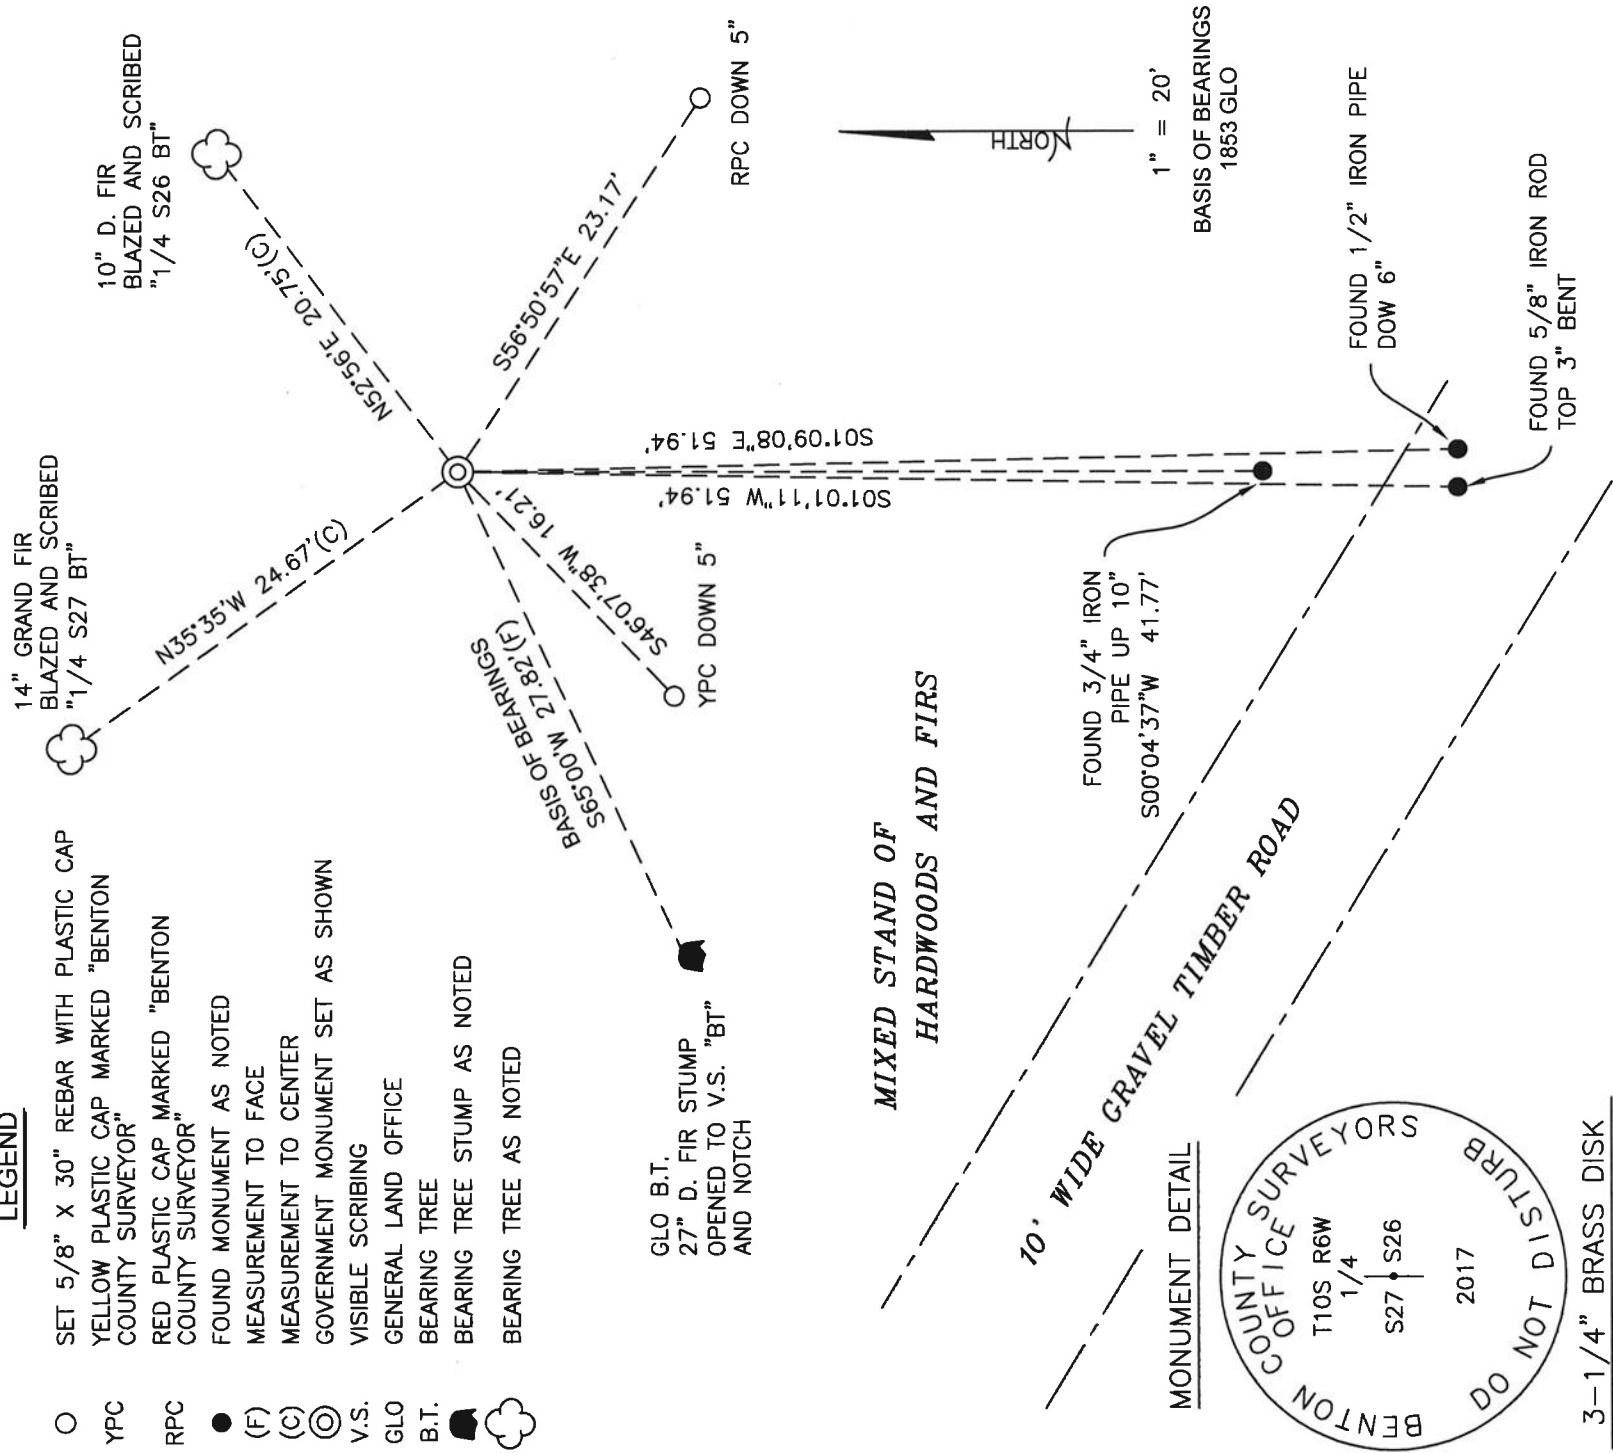 LEGEND
SET 5/8" X 30" REBAR WITH PLASTIC CAP
YPC YELLOW PLASTIC CAP MARKED "BENTON
COUNTY SURVEYOR"
RPC RED PLASTIC CAP MARKED "BENTON
COUNTY SURVEYOR"
FOUND MONUMENT AS NOTED
(F) MEASUREMENT TO FACE
(C) MEASUREMENT TO CENTER
GOVERNMENT MONUMENT SET AS SHOWN
V.S. VISIBLE SCRIBING
GLO GENERAL LAND OFFICE
B.T. BEARING TREE
BEARING TREE STUMP AS NOTED
BEARING TREE AS NOTED
14" GRAND FIR
BLAZED AND SCRIBED
"1/4 S27 BT"
N35°35'W 24.67'(C)
10" D. FIR
BLAZED AND SCRIBED
"1/4 S26 BT"
N52°56'E 20.75'(C)
S56°50'57"E 23.17'
RPC DOWN 5"
BASIS OF BEARINGS
S65°00'W 27.82'(F)
S46°07'38"W 16.21'
YPC DOWN 5"
GLO B.T.
27" D. FIR STUMP
OPENED TO V.S. "BT"
AND NOTCH
S01°09'08"E 51.94'
S01°01'11"W 51.94'
NORTH
1" = 20'
BASIS OF BEARINGS
1853 GLO
MIXED STAND OF
HARDWOODS AND FIRS
FOUND 3/4" IRON
PIPE UP 10"
S00°04'37"W 41.77'
FOUND 1/2" IRON PIPE
DOW 6"
FOUND 5/8" IRON ROD
TOP 3" BENT
10' WIDE GRAVEL TIMBER ROAD
MONUMENT DETAIL
BENTON COUNTY SURVEYORS
OFFICE
T10S R6W
1/4
S27 S26
2017
DO NOT DISTURB
3-1/4" BRASS DISK